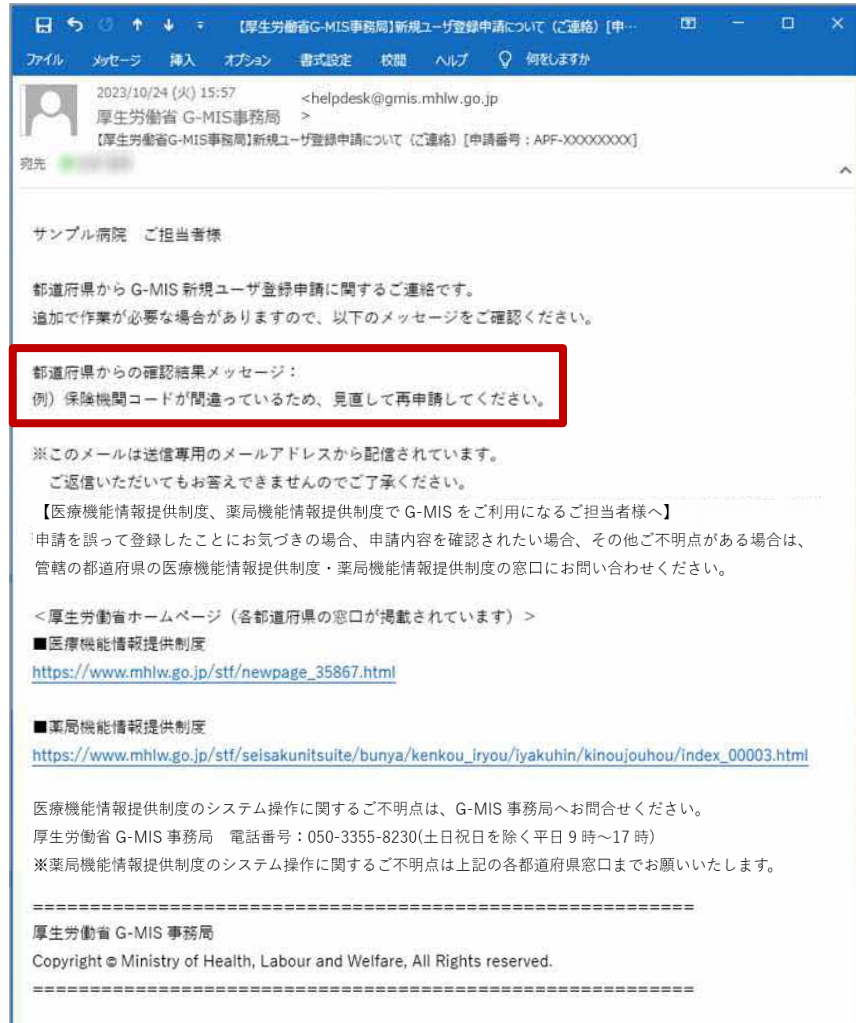 【厚生労働省G-MIS事務局】新規ユーザ登録申請について（ご連絡）[申…
ファイル メッセージ 挿入 オプション 書式設定 校閲 ヘルプ 何をしますか
2023/10/24 (火) 15:57
厚生労働省 G-MIS事務局 <helpdesk@gmis.mhlw.go.jp>
【厚生労働省G-MIS事務局】新規ユーザ登録申請について（ご連絡）[申請番号：APF-XXXXXXXX]
宛先
サンプル病院　ご担当者様
都道府県から G-MIS 新規ユーザ登録申請に関するご連絡です。
追加で作業が必要な場合がありますので、以下のメッセージをご確認ください。
都道府県からの確認結果メッセージ：
例）保険機関コードが間違っているため、見直して再申請してください。
※このメールは送信専用のメールアドレスから配信されています。
ご返信いただいてもお答えできませんのでご了承ください。
【医療機能情報提供制度、薬局機能情報提供制度で G-MIS をご利用になるご担当者様へ】
申請を誤って登録したことにお気づきの場合、申請内容を確認されたい場合、その他ご不明点がある場合は、
管轄の都道府県の医療機能情報提供制度・薬局機能情報提供制度の窓口にお問い合わせください。
＜厚生労働省ホームページ（各都道府県の窓口が掲載されています）＞
■医療機能情報提供制度
https://www.mhlw.go.jp/stf/newpage_35867.html
■薬局機能情報提供制度
https://www.mhlw.go.jp/stf/seisakunitsuite/bunya/kenkou_iryou/iyakuhin/kinoujouhou/index_00003.html
医療機能情報提供制度のシステム操作に関するご不明点は、G-MIS 事務局へお問合せください。
厚生労働省 G-MIS 事務局　電話番号：050-3355-8230(土日祝日を除く平日 9 時～17 時)
※薬局機能情報提供制度のシステム操作に関するご不明点は上記の各都道府県窓口までお願いいたします。
============================================================
厚生労働省 G-MIS 事務局
Copyright © Ministry of Health, Labour and Welfare, All Rights reserved.
============================================================